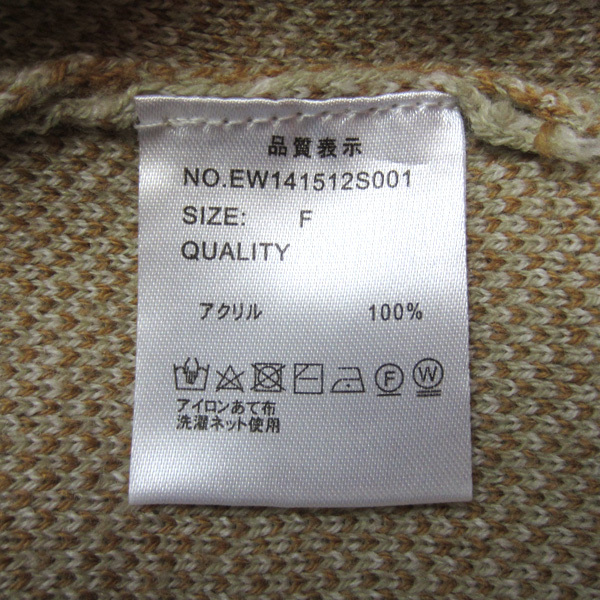 品質表示
NO.EW141512S001
SIZE: F
QUALITY
アクリル 100%
F W
アイロンあて布
洗濯ネット使用